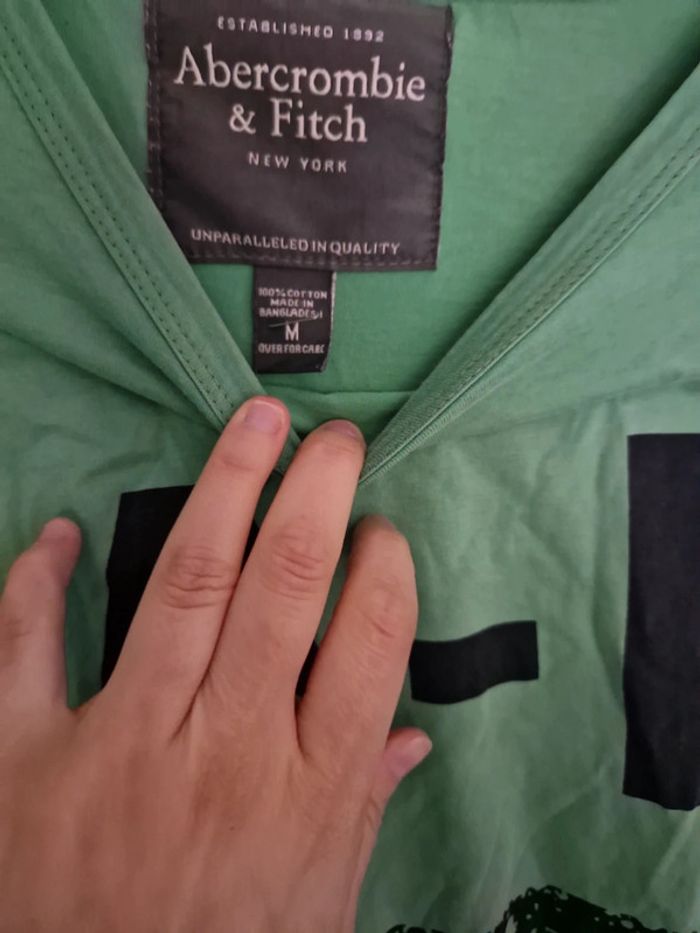 ESTABLISHED 1892
Abercrombie
& Fitch
NEW YORK
UNPARALLELED IN QUALITY
100% COTTON
MADE IN
BANGLADESH
M
OVER FOR CARE